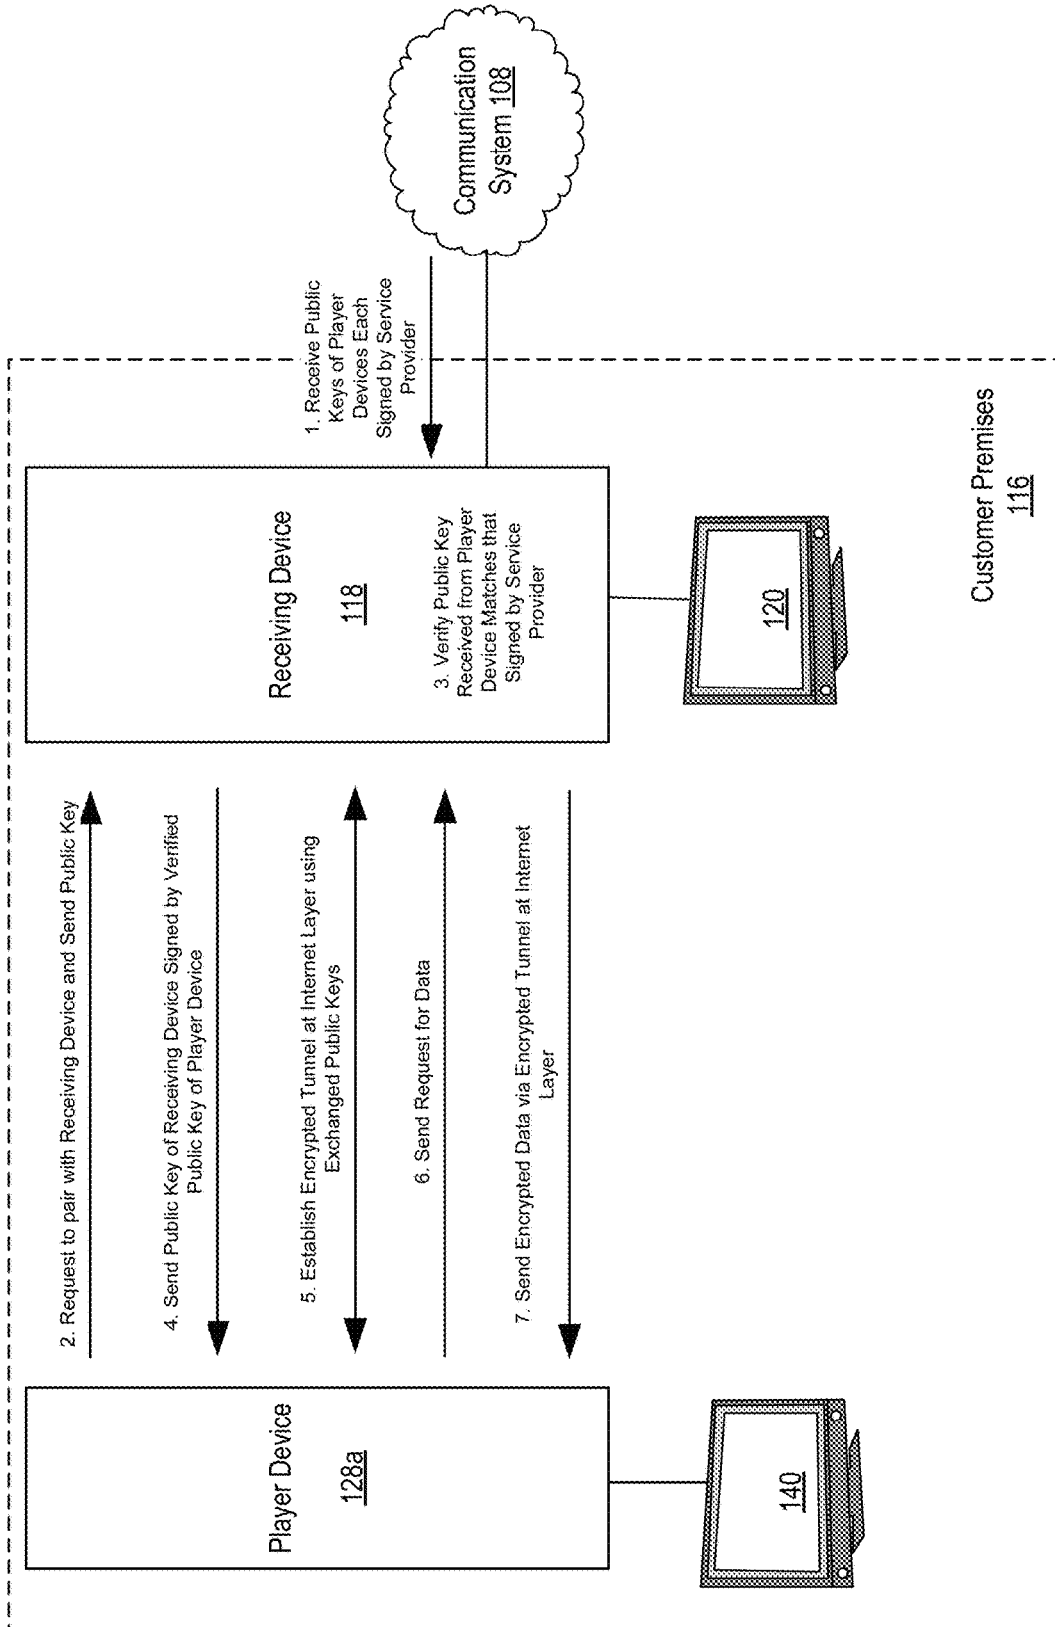 2. Request to pair with Receiving Device and Send Public Key
4. Send Public Key of Receiving Device Signed by Verified
Public Key of Player Device
5. Establish Encrypted Tunnel at Internet Layer using
Exchanged Public Keys
6. Send Request for Data
7. Send Encrypted Data via Encrypted Tunnel at Internet
Layer
Player Device
128a
140
Receiving Device
118
3. Verify Public Key
Received from Player
Device Matches that
Signed by Service
Provider
120
1. Receive Public
Keys of Player
Devices Each
Signed by Service
Provider
Communication
System 108
Customer Premises
116